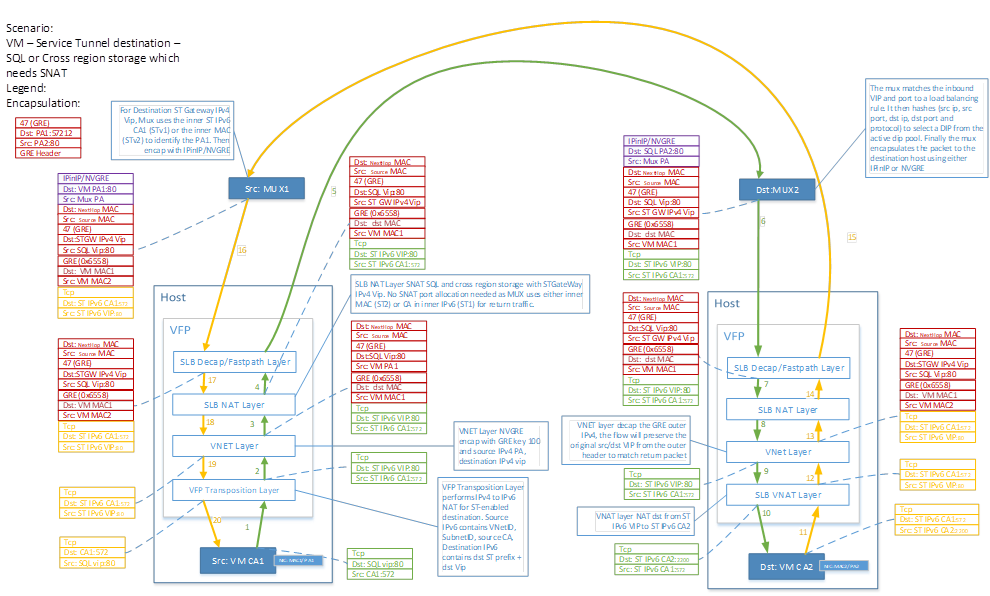 Scenario:
VM – Service Tunnel destination –
SQL or Cross region storage which
needs SNAT
Legend:
Encapsulation:
47 (GRE)
Dst: PA1:57212
Src: PA2:80
GRE Header
For Destination ST Gateway IPv4
Vip, Mux uses the inner ST IPv6
CA1 (STv1) or the inner MAC
(STv2) to identify the PA1. Then
encap with IPinIP/NVGRE
Src: MUX1
IPinIP/NVGRE
Dst: VM PA1:80
Src: Mux PA
Dst: NextHop MAC
Src: Source MAC
47 (GRE)
Dst:STGW IPv4 Vip
Src: SQL Vip:80
GRE (0x6558)
Dst: VM MAC1
Src: VM MAC2
Tcp
Dst: ST IPv6 CA1:572
Src: ST IPv6 VIP:80
Dst: NextHop MAC
Src: Source MAC
47 (GRE)
Dst:SQL Vip:80
Src: ST GW IPv4 Vip
GRE (0x6558)
Dst: dst MAC
Src: VM MAC1
Tcp
Dst: ST IPv6 VIP:80
Src: ST IPv6 CA1:572
5
16
IPinIP/NVGRE
Dst: SQL PA2:80
Src: Mux PA
Dst: NextHop MAC
Src: Source MAC
47 (GRE)
Dst: SQL Vip:80
Src: ST GW IPv4 Vip
GRE (0x6558)
Dst: dst MAC
Src: VM MAC1
Tcp
Dst: ST IPv6 VIP:80
Src: ST IPv6 CA1:572
Dst:MUX2
6
15
The mux matches the inbound
VIP and port to a load balancing
rule. It then hashes (src ip, src
port, dst ip, dst port and
protocol) to select a DIP from the
active dip pool. Finally the mux
encapsulates the packet to the
destination host using either
IPinIP or NVGRE
SLB NAT Layer SNAT SQL and cross region storage with STGateWay
IPv4 Vip. No SNAT port allocation needed as MUX uses either inner
MAC (ST2) or CA in inner IPv6 (ST1) for return traffic.
Host
VFP
SLB Decap/Fastpath Layer
17
4
SLB NAT Layer
18
3
VNET Layer
19
2
VFP Transposition Layer
20
1
Src: VM CA1
Dst: NextHop MAC
Src: Source MAC
47 (GRE)
Dst:STGW IPv4 Vip
Src: SQL Vip:80
GRE(0x6558)
Dst: VM MAC1
Src: VM MAC2
Tcp
Dst: ST IPv6 CA1:572
Src: ST IPv6 VIP:80
Tcp
Dst: ST IPv6 CA1:572
Src: ST IPv6 VIP:80
Tcp
Dst: CA1:572
Src: SQL vip:80
Dst: NextHop MAC
Src: Source MAC
47 (GRE)
Dst:SQL Vip:80
Src: VM PA1
GRE (0x6558)
Dst: dst MAC
Src: VM MAC1
Tcp
Dst: ST IPv6 VIP:80
Src: ST IPv6 CA1:572
Tcp
Dst: ST IPv6 VIP:80
Src: ST IPv6 CA1:572
Tcp
Dst: SQL vip:80
Src: CA1:572
VNET Layer NVGRE
encap with GRE key 100
and source IPv4 PA,
destination IPv4 vip
VFP Transposition Layer
performs IPv4 to IPv6
NAT for ST-enabled
destination. Source
IPv6 contains VNetID,
SubnetID, source CA,
Destination IPv6
contains dst ST prefix +
dst Vip
Dst: NextHop MAC
Src: Source MAC
47 (GRE)
Dst:SQL Vip:80
Src: ST GW IPv4 Vip
GRE (0x6558)
Dst: dst MAC
Src: VM MAC1
Tcp
Dst: ST IPv6 VIP:80
Src: ST IPv6 CA1:572
VNET layer decap the GRE outer
IPv4, the flow will preserve the
original src/dst VIP from the outer
header to match return packet
Tcp
Dst: ST IPv6 VIP:80
Src: ST IPv6 CA1:572
VNAT layer NAT dst from ST
IPv6 VIP to ST IPv6 CA2
Tcp
Dst: ST IPv6 CA2:2200
Src: ST IPv6 CA1:572
Host
VFP
SLB Decap/Fastpath Layer
7
14
SLB NAT Layer
8
13
VNet Layer
9
12
SLB VNAT Layer
10
11
Dst: VM CA2
Dst: NextHop MAC
Src: Source MAC
47 (GRE)
Dst:STGW IPv4 Vip
Src: SQL Vip:80
GRE (0x6558)
Dst: VM MAC1
Src: VM MAC2
Tcp
Dst: ST IPv6 CA1:572
Src: ST IPv6 VIP:80
Tcp
Dst: ST IPv6 CA1:572
Src: ST IPv6 VIP:80
Tcp
Dst: ST IPv6 CA1:572
Src: ST IPv6 CA2:2200